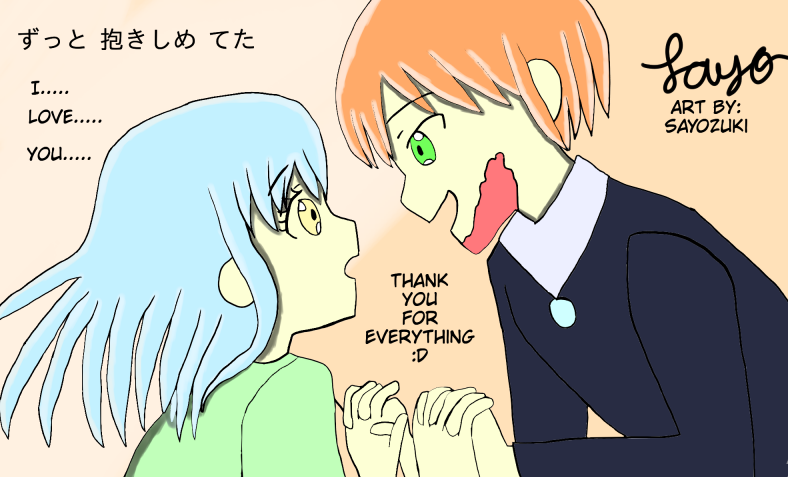 ずっと 抱きしめ てた
I.....
LOVE.....
YOU.....
Sayo
ART BY:
SAYOZUKI
THANK
YOU
FOR
EVERYTHING
:D